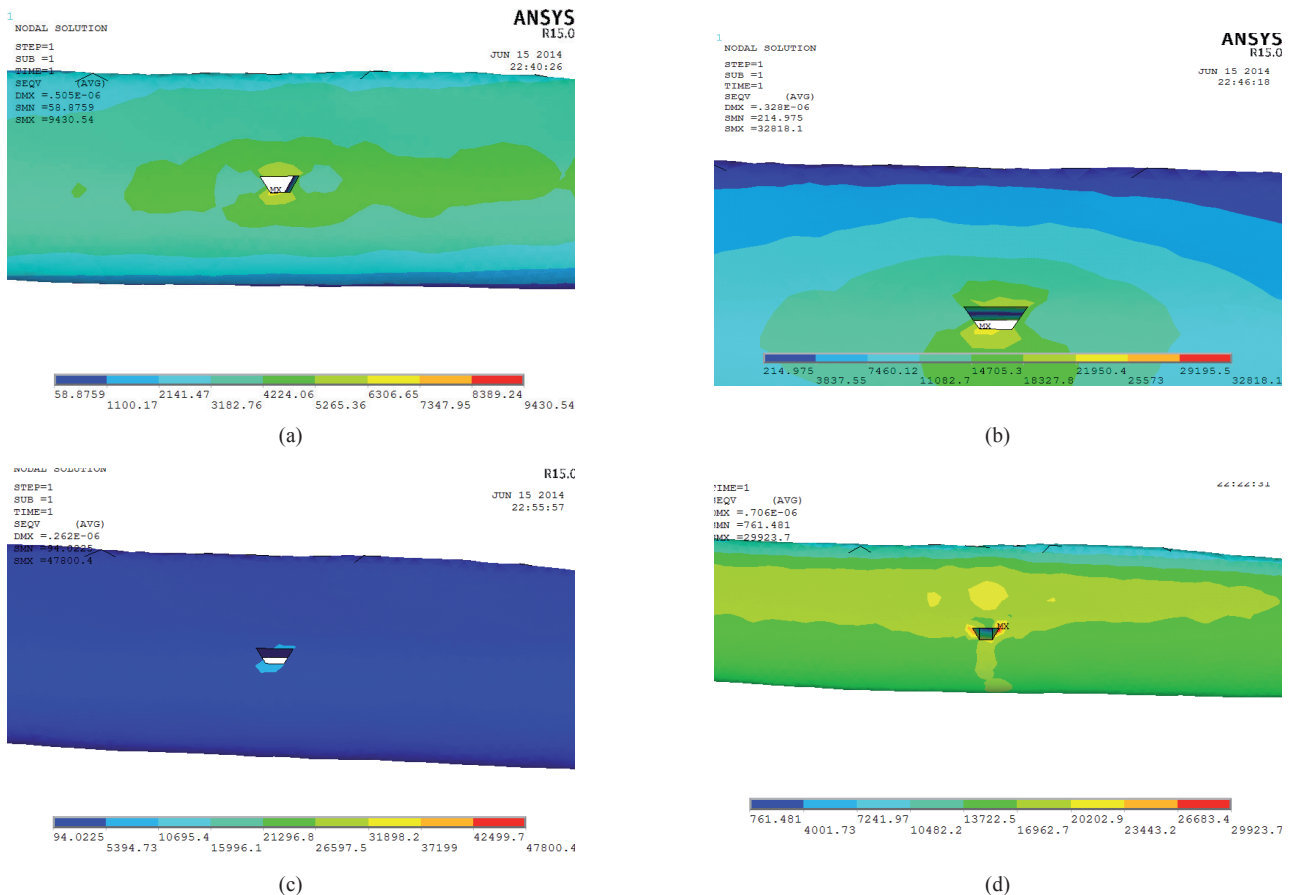 1
NODAL SOLUTION
STEP=1
SUB =1
TIME=1
SEQV (AVG)
DMX =.505E-06
SMN =58.8759
SMX =9430.54
ANSYS
R15.0
JUN 15 2014
22:40:26
MX
58.8759 2141.47 4224.06 6306.65 8389.24
1100.17 3182.76 5265.36 7347.95 9430.54
(a)
1
NODAL SOLUTION
STEP=1
SUB =1
TIME=1
SEQV (AVG)
DMX =.328E-06
SMN =214.975
SMX =32818.1
ANSYS
R15.0
JUN 15 2014
22:46:18
MX
214.975 7460.12 14705.3 21950.4 29195.5
3837.55 11082.7 18327.8 25573 32818.1
(b)
NODAL SOLUTION
STEP=1
SUB =1
TIME=1
SEQV (AVG)
DMX =.262E-06
SMN =94.0225
SMX =47800.4
R15.0
JUN 15 2014
22:55:57
94.0225 10695.4 21296.5 31898.2 42499.7
5394.73 15996.1 26597.5 37199 47800.4
(c)
TIME=1
SEQV (AVG)
DMX =.706E-06
SMN =761.481
SMX =29923.7
22:22:31
MX
761.481 7241.97 13722.5 20202.9 26683.4
4001.73 10482.2 16962.7 23443.2 29923.7
(d)